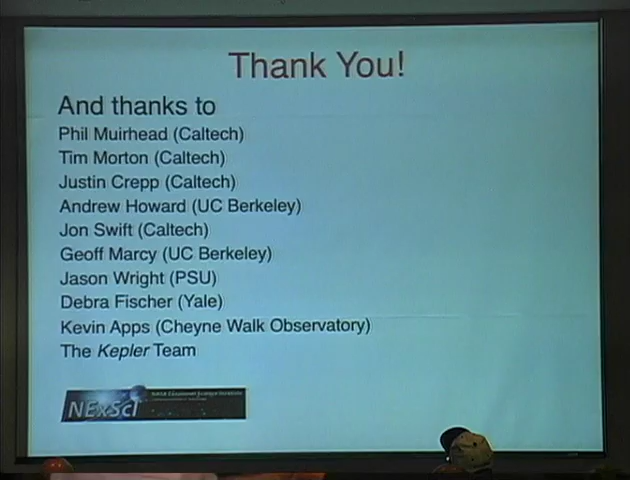 Thank You!
And thanks to
Phil Muirhead (Caltech)
Tim Morton (Caltech)
Justin Crepp (Caltech)
Andrew Howard (UC Berkeley)
Jon Swift (Caltech)
Geoff Marcy (UC Berkeley)
Jason Wright (PSU)
Debra Fischer (Yale)
Kevin Apps (Cheyne Walk Observatory)
The Kepler Team
NExScI